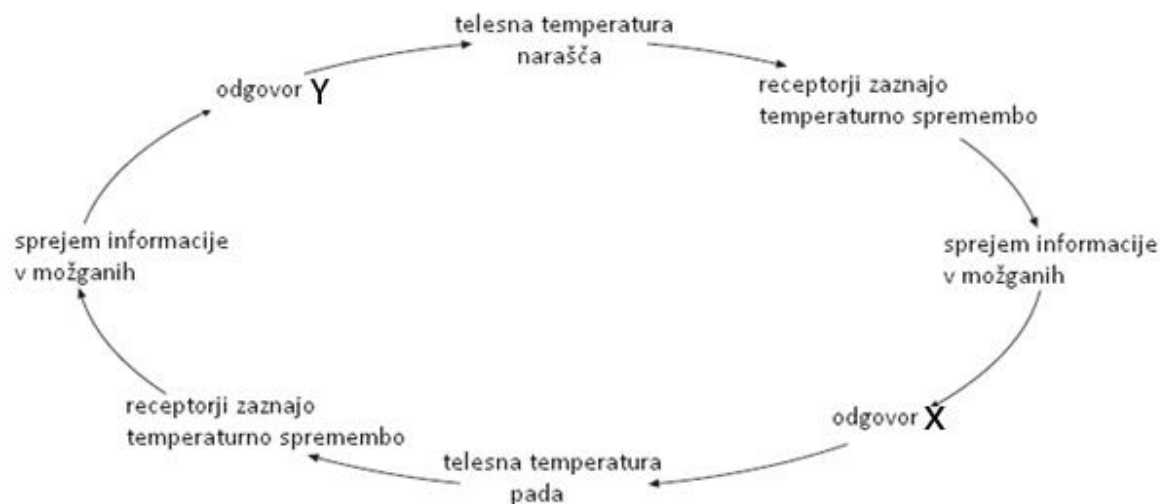 telesna temperatura
narašča
receptorji zaznajo
temperaturno spremembo
sprejem informacije
v možganih
odgovor X
telesna temperatura
pada
receptorji zaznajo
temperaturno spremembo
sprejem informacije
v možganih
odgovor Y